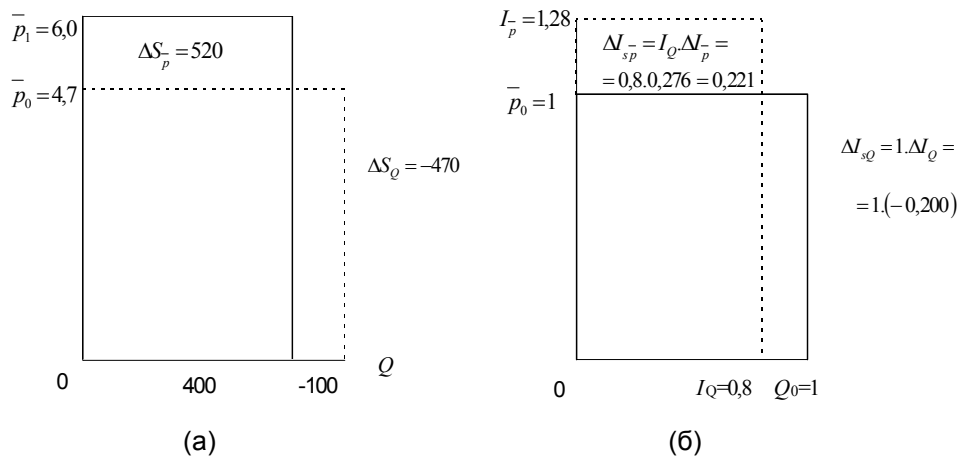 p̅₁ = 6,0
ΔS_p̅ = 520
p̅₀ = 4,7
ΔS_Q = −470
0
400
-100
Q
(а)
I_p̅ = 1,28
ΔI_sp̅ = I_Q.ΔI_p̅ =
= 0,8.0,276 = 0,221
p̅₀ = 1
ΔI_sQ = 1.ΔI_Q =
= 1.(−0,200)
0
I_Q=0,8
Q₀=1
(б)